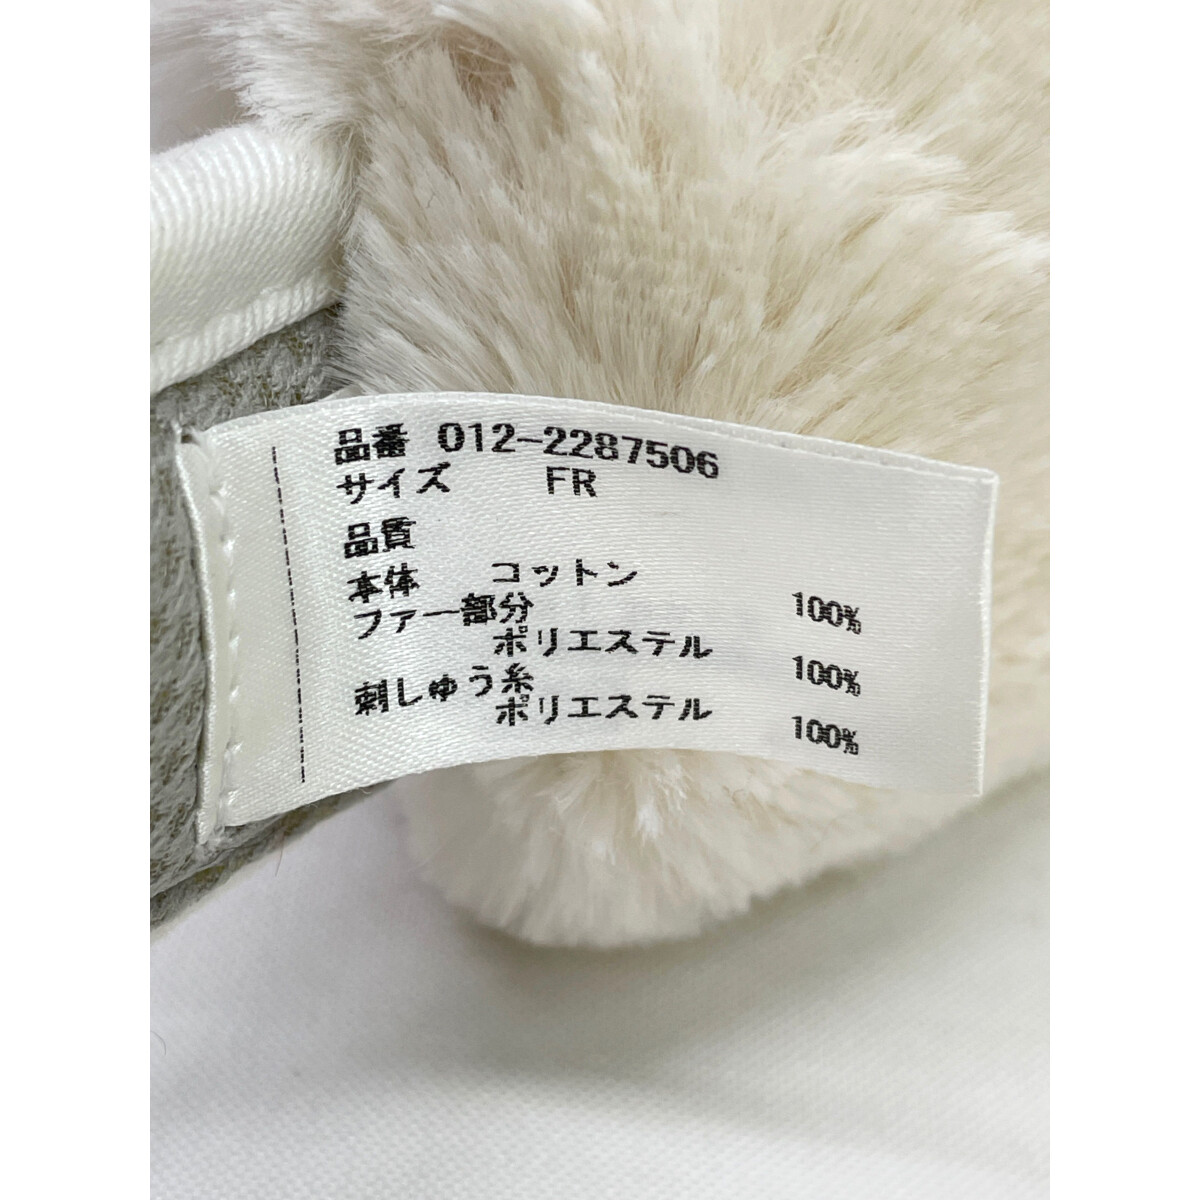 品番 012-2287506
サイズ FR
品質
本体 コットン 100%
ファー部分
ポリエステル 100%
刺しゅう糸
ポリエステル 100%